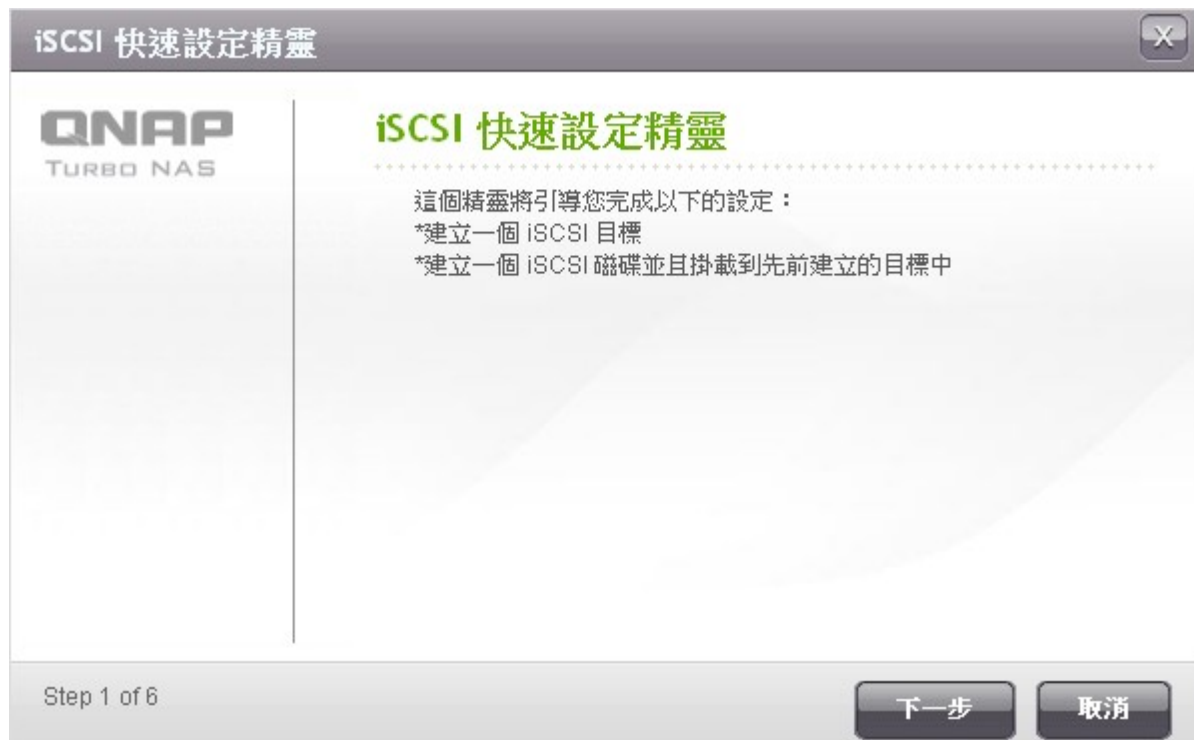 iSCSI 快速設定精靈
X
QNAP
TURBO NAS
iSCSI 快速設定精靈
這個精靈將引導您完成以下的設定：
*建立一個 iSCSI 目標
*建立一個 iSCSI 磁碟並且掛載到先前建立的目標中
Step 1 of 6
下一步
取消